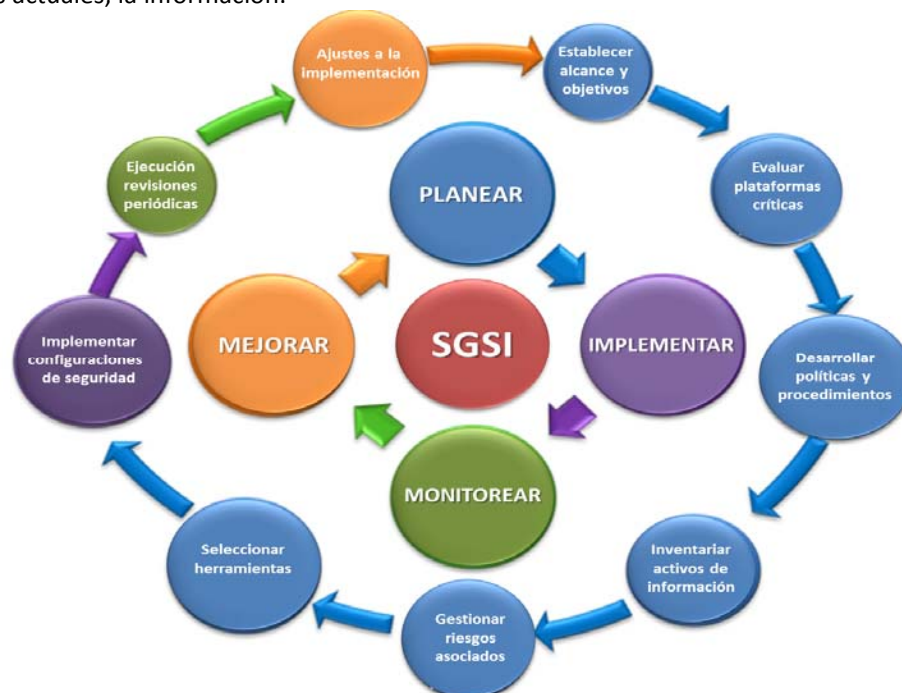 actuales, la información.
Ajustes a la
implementación
Establecer
alcance y
objetivos
Ejecución
revisiones
periódicas
Evaluar
plataformas
críticas
PLANEAR
MEJORAR
SGSI
IMPLEMENTAR
Implementar
configuraciones
de seguridad
Desarrollar
políticas y
procedimientos
MONITOREAR
Seleccionar
herramientas
Inventariar
activos de
información
Gestionar
riesgos
asociados